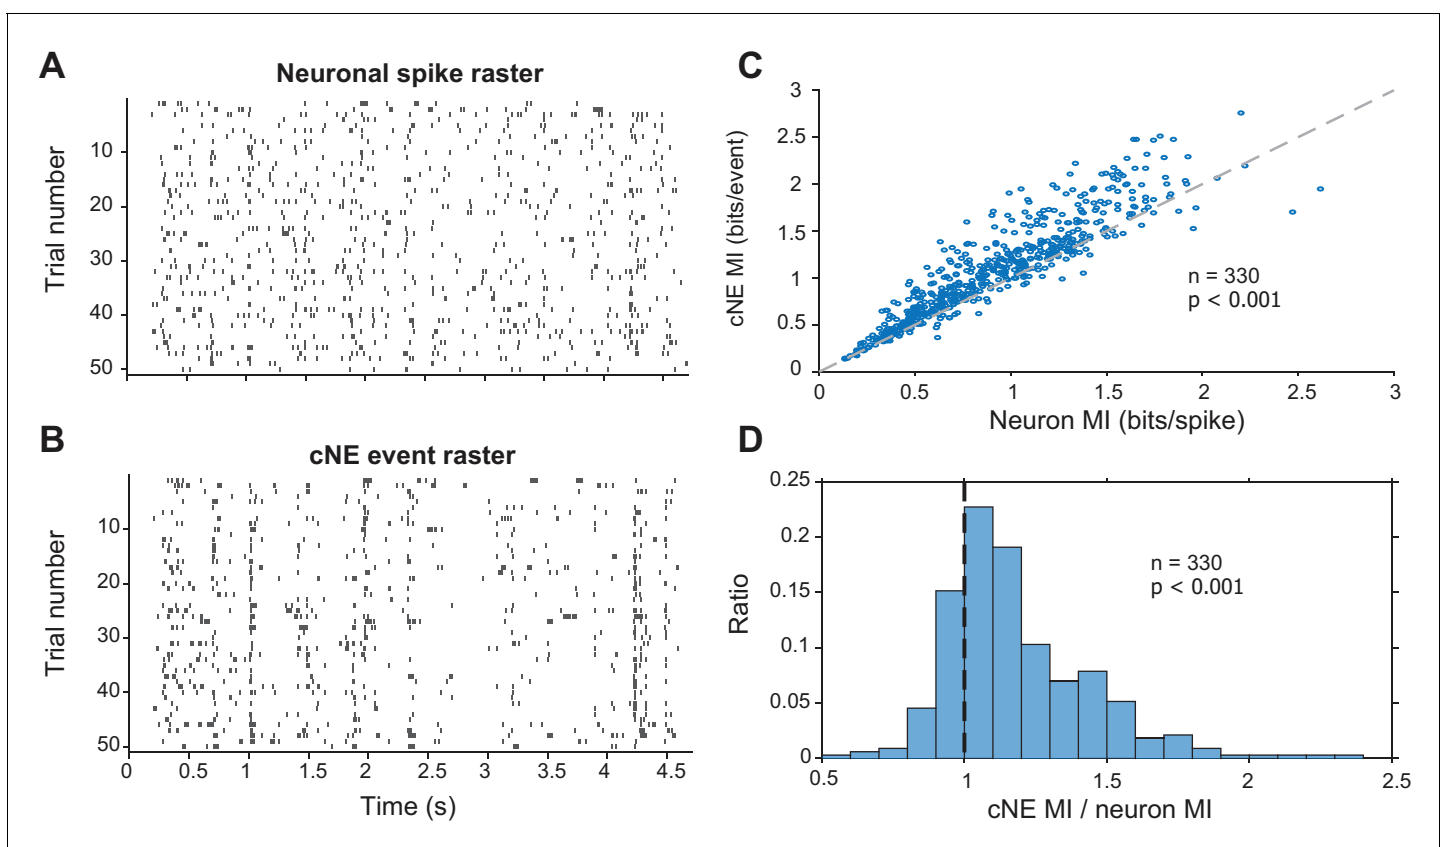 A
Neuronal spike raster
Trial number
10
20
30
40
50
B
cNE event raster
Trial number
10
20
30
40
50
0 0.5 1 1.5 2 2.5 3 3.5 4 4.5
Time (s)
C
cNE MI (bits/event)
3
2.5
2
1.5
1
0.5
0
n = 330
p < 0.001
0 0.5 1 1.5 2 2.5 3
Neuron MI (bits/spike)
D
Ratio
0.25
0.2
0.15
0.1
0.05
0
n = 330
p < 0.001
0.5 1 1.5 2 2.5
cNE MI / neuron MI